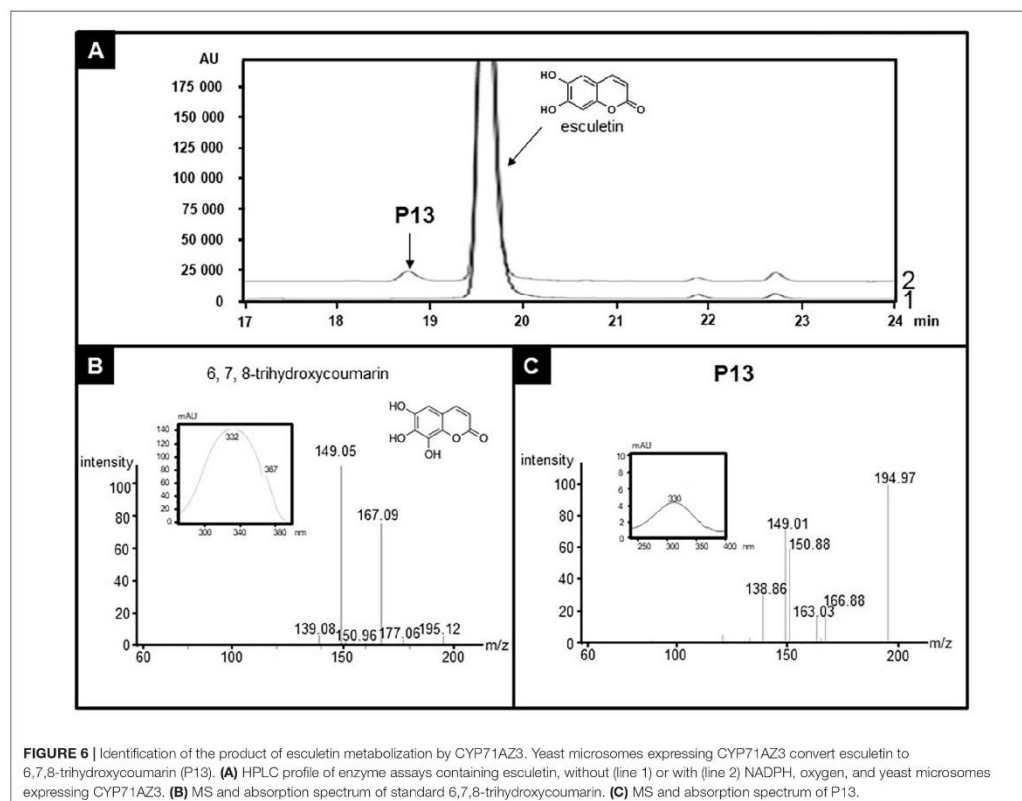 A
AU
175 000
150 000
125 000
100 000
75 000
50 000
25 000
0
HO
HO
O
O
esculetin
P13
2
1
17 18 19 20 21 22 23 24 min
B
6, 7, 8-trihydroxycoumarin
HO
HO
OH
O
O
mAU
140
120
100
80
60
40
20
0
332
367
300 340 380 nm
intensity
100
80
60
40
20
0
149.05
167.09
139.08
150.96
177.06
195.12
60 100 150 200 m/z
C
P13
mAU
10
8
6
4
2
0
330
250 300 350 400 nm
intensity
100
80
60
40
20
0
194.97
149.01
150.88
138.86
163.03
166.88
60 100 150 200 m/z
FIGURE 6 | Identification of the product of esculetin metabolization by CYP71AZ3. Yeast microsomes expressing CYP71AZ3 convert esculetin to
6,7,8-trihydroxycoumarin (P13). (A) HPLC profile of enzyme assays containing esculetin, without (line 1) or with (line 2) NADPH, oxygen, and yeast microsomes
expressing CYP71AZ3. (B) MS and absorption spectrum of standard 6,7,8-trihydroxycoumarin. (C) MS and absorption spectrum of P13.